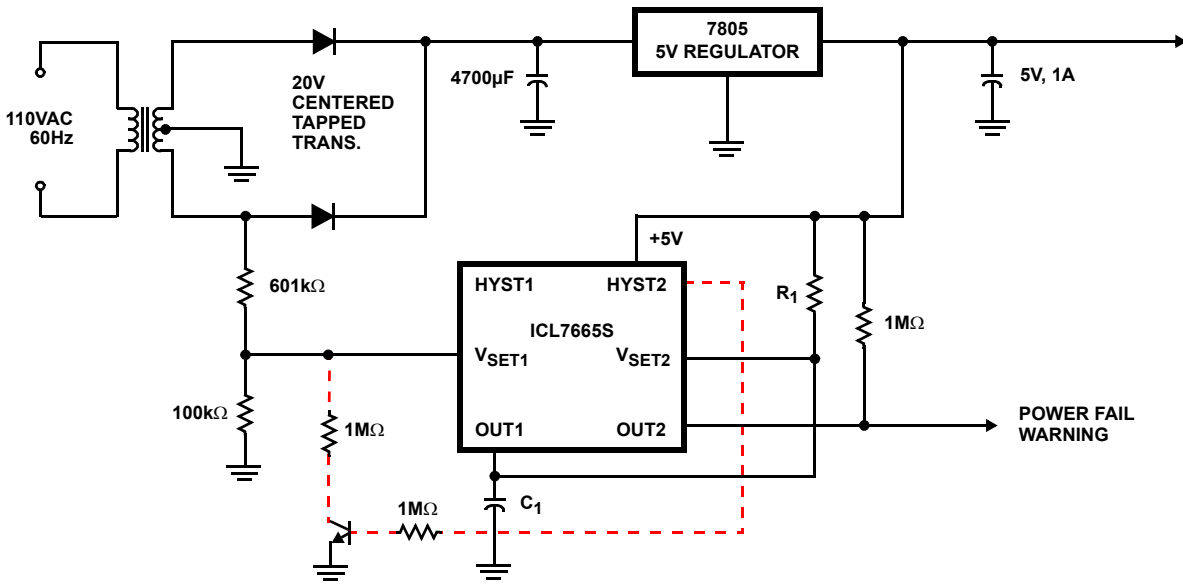 7805
5V REGULATOR
20V
CENTERED
TAPPED
TRANS.
4700µF
5V, 1A
110VAC
60Hz
+5V
601kΩ
HYST1
HYST2
R1
1MΩ
ICL7665S
VSET1
VSET2
100kΩ
1MΩ
OUT1
OUT2
POWER FAIL
WARNING
1MΩ
C1